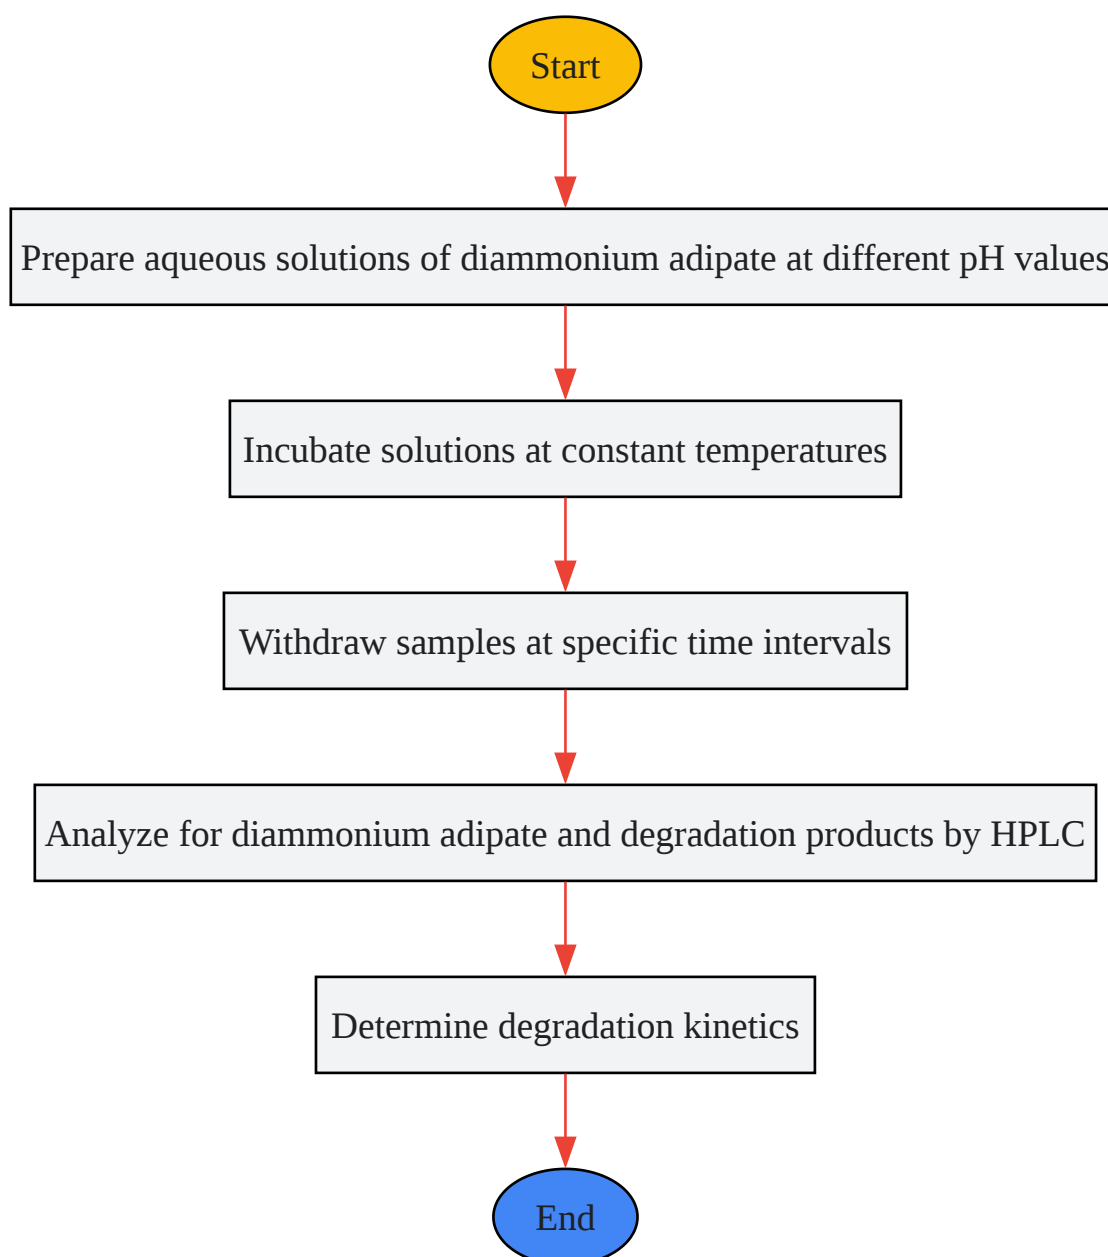 Start
Prepare aqueous solutions of diammonium adipate at different pH values
Incubate solutions at constant temperatures
Withdraw samples at specific time intervals
Analyze for diammonium adipate and degradation products by HPLC
Determine degradation kinetics
End